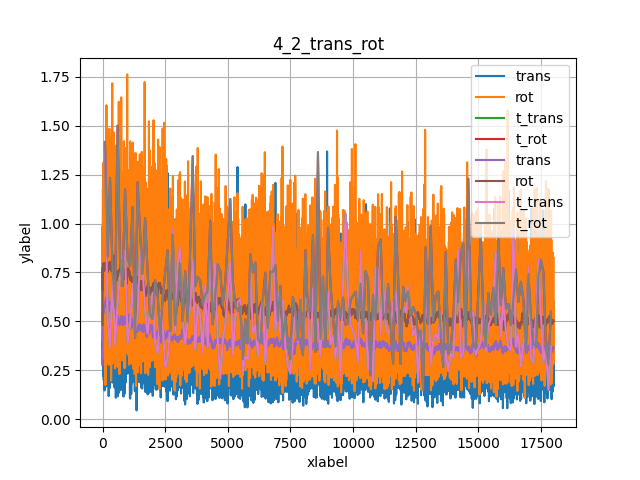 4_2_trans_rot
ylabel
1.75
1.50
1.25
1.00
0.75
0.50
0.25
0.00
trans
rot
t_trans
t_rot
trans
rot
t_trans
t_rot
0 2500 5000 7500 10000 12500 15000 17500
xlabel